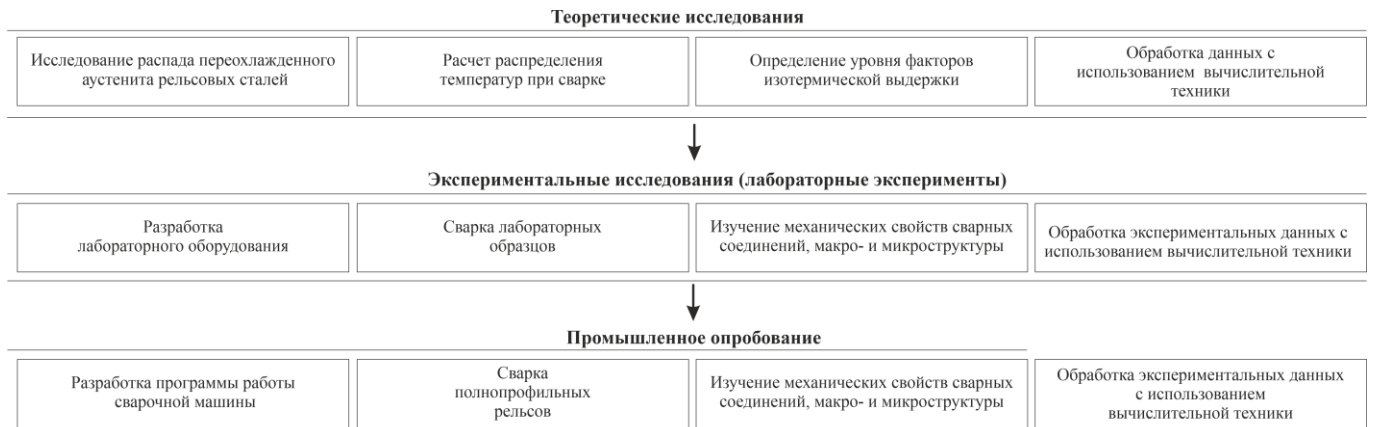 Теоретические исследования
Исследование распада переохлажденного
аустенита рельсовых сталей
Расчет распределения
температур при сварке
Определение уровня факторов
изотермической выдержки
Обработка данных с
использованием вычислительной
техники
Экспериментальные исследования (лабораторные эксперименты)
Разработка
лабораторного оборудования
Сварка лабораторных
образцов
Изучение механических свойств сварных
соединений, макро- и микроструктуры
Обработка экспериментальных данных с
использованием вычислительной техники
Промышленное опробование
Разработка программы работы
сварочной машины
Сварка
полнопрофильных
рельсов
Изучение механических свойств сварных
соединений, макро- и микроструктуры
Обработка экспериментальных данных
с использованием
вычислительной техники